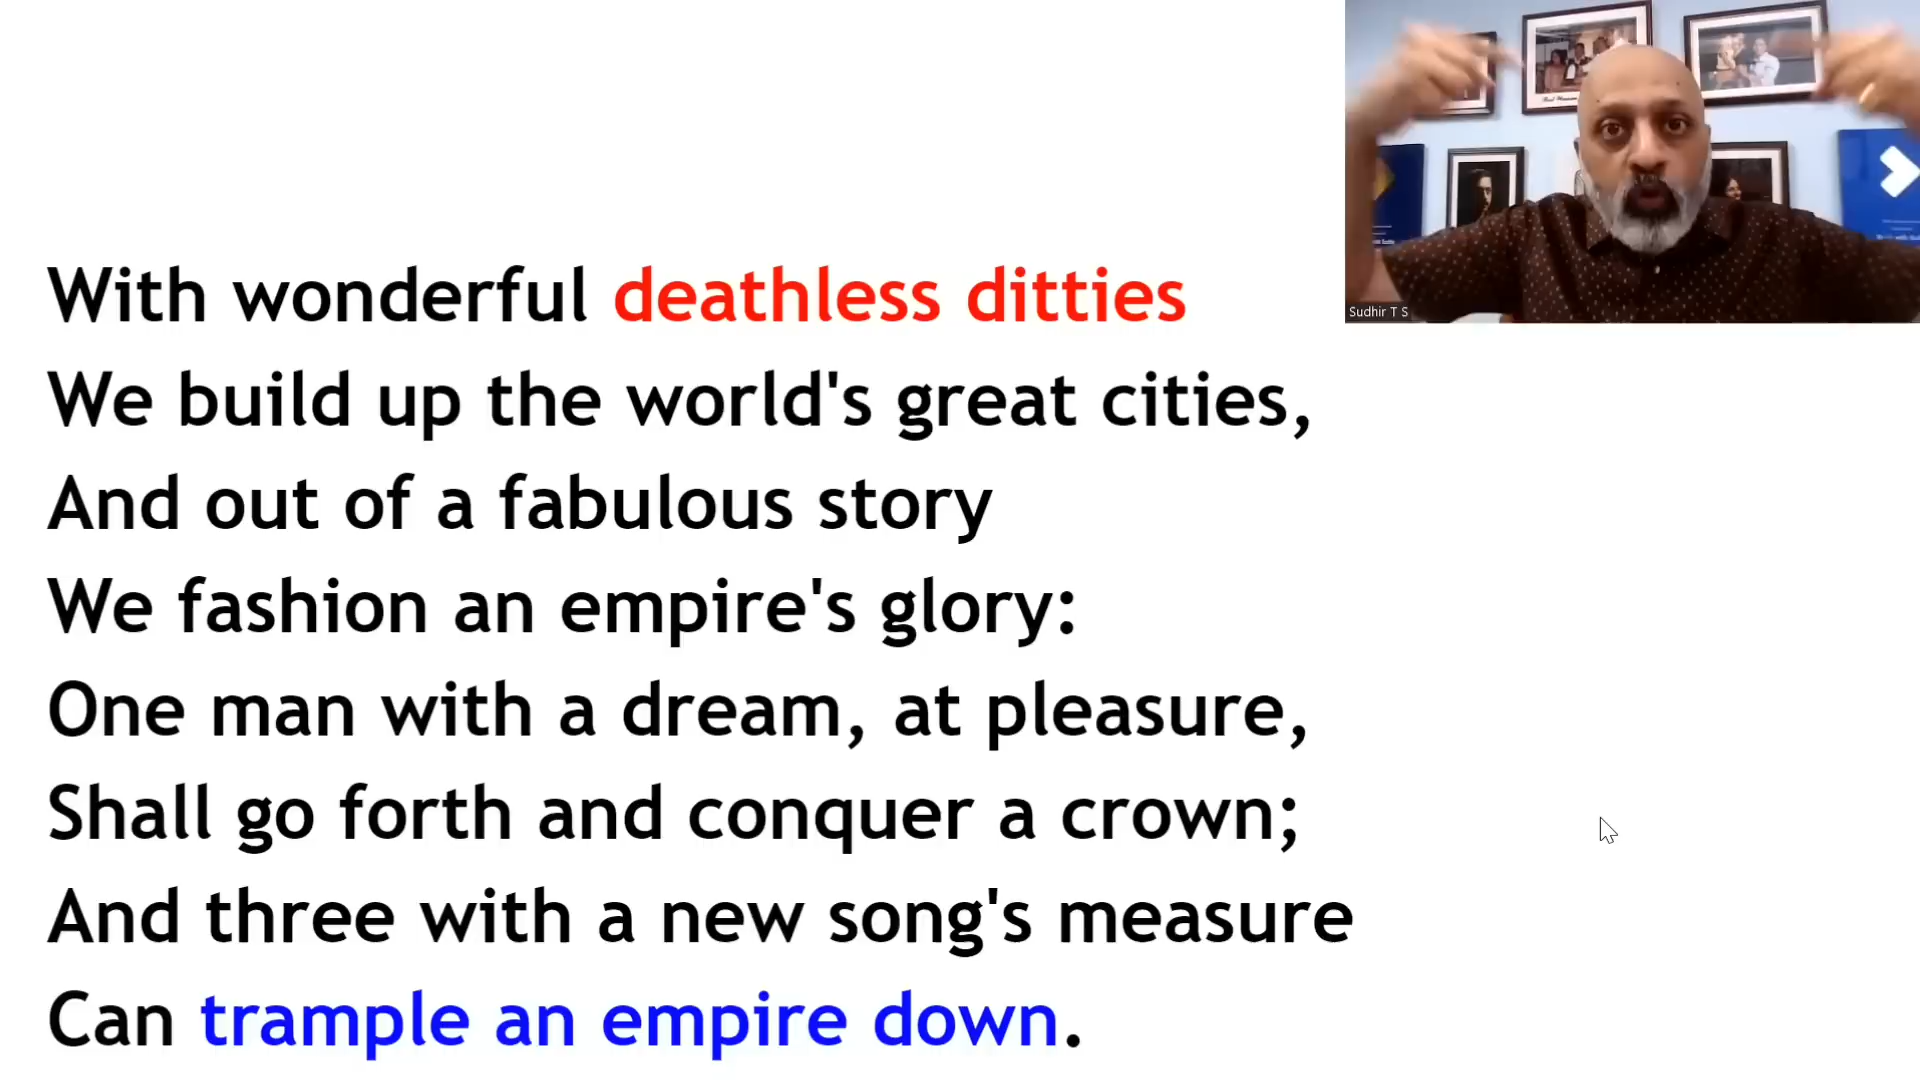 With wonderful deathless ditties
We build up the world's great cities,
And out of a fabulous story
We fashion an empire's glory:
One man with a dream, at pleasure,
Shall go forth and conquer a crown;
And three with a new song's measure
Can trample an empire down.
Sudhir T S